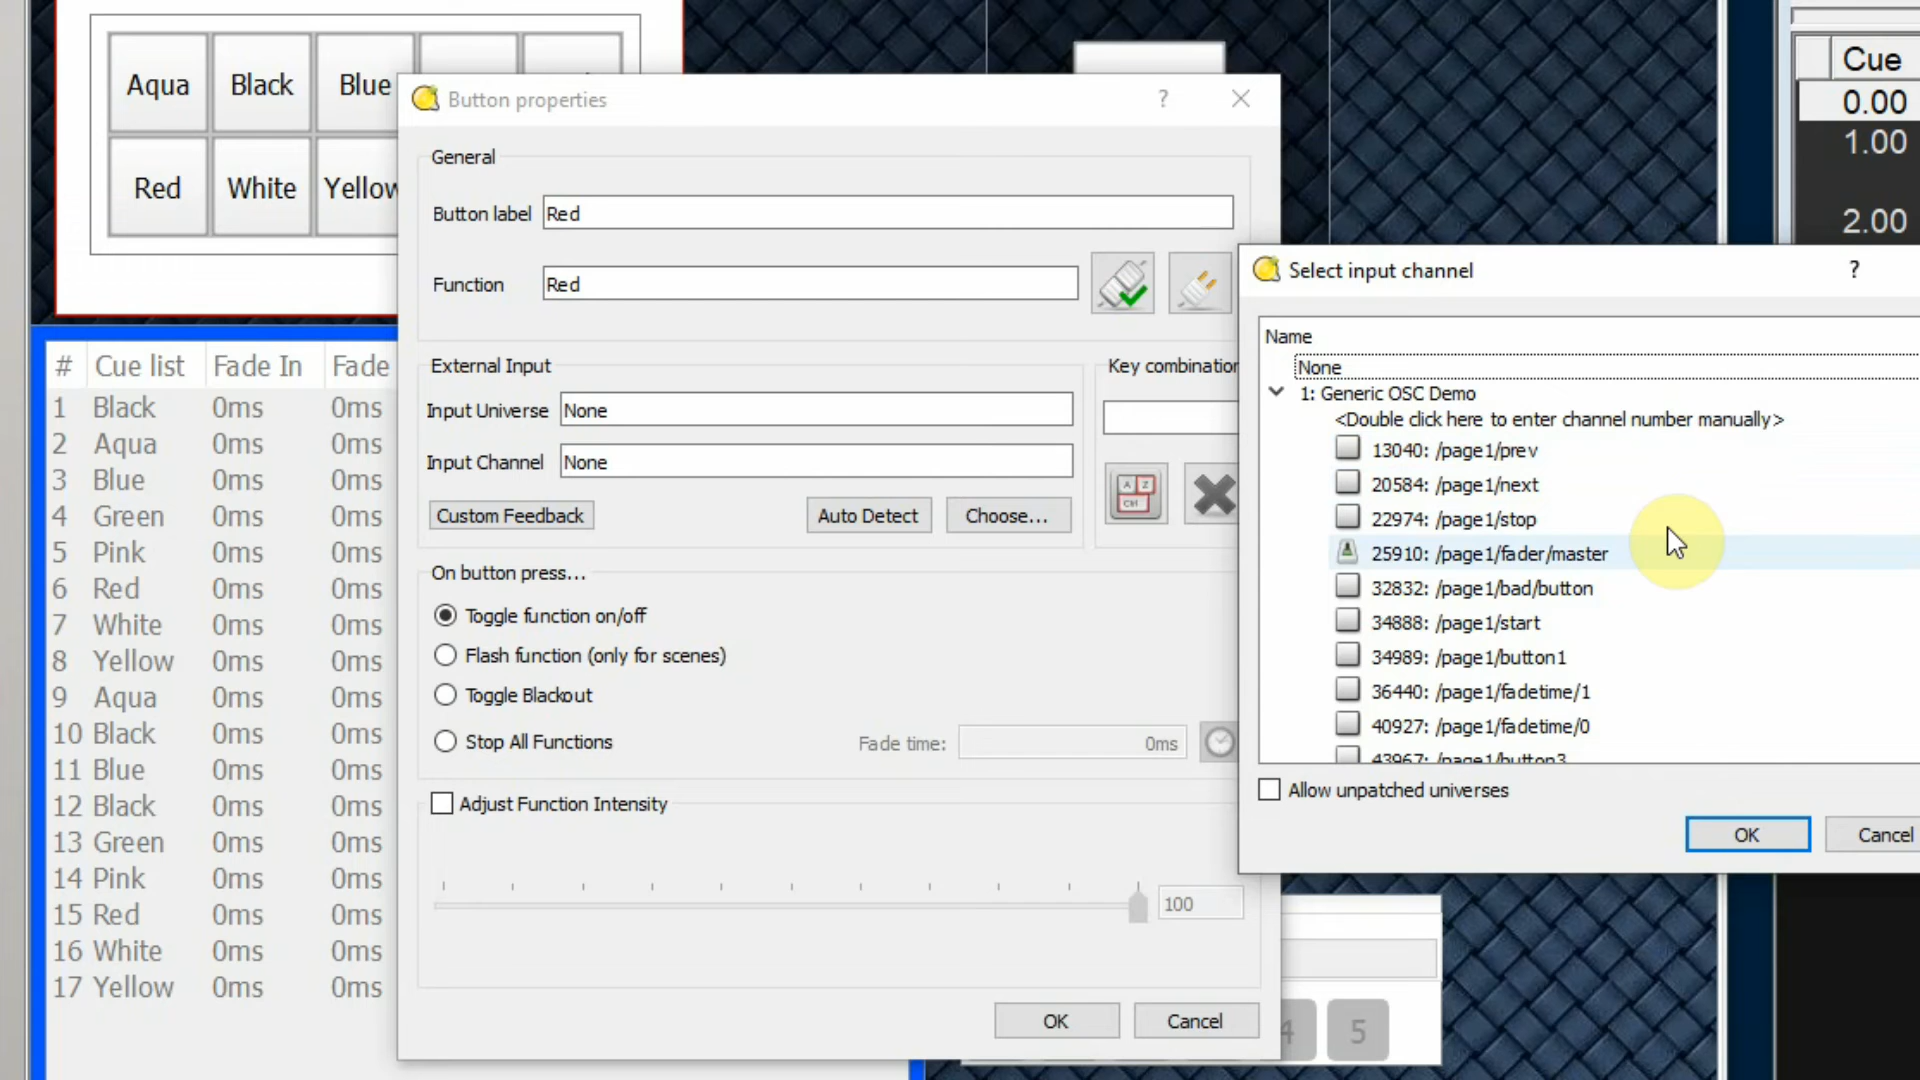 Aqua Black Blue
Red White Yellow
# Cue list Fade In Fade
1 Black 0ms 0ms
2 Aqua 0ms 0ms
3 Blue 0ms 0ms
4 Green 0ms 0ms
5 Pink 0ms 0ms
6 Red 0ms 0ms
7 White 0ms 0ms
8 Yellow 0ms 0ms
9 Aqua 0ms 0ms
10 Black 0ms 0ms
11 Blue 0ms 0ms
12 Black 0ms 0ms
13 Green 0ms 0ms
14 Pink 0ms 0ms
15 Red 0ms 0ms
16 White 0ms 0ms
17 Yellow 0ms 0ms
Button properties ?
General
Button label Red
Function Red
External Input
Input Universe None
Input Channel None
Custom Feedback Auto Detect Choose...
Key combination
A Z
Ctrl
On button press...
Toggle function on/off
Flash function (only for scenes)
Toggle Blackout
Stop All Functions Fade time: 0ms
Adjust Function Intensity
100
OK Cancel
4 5
Select input channel ?
Name
None
1: Generic OSC Demo
<Double click here to enter channel number manually>
13040: /page1/prev
20584: /page1/next
22974: /page1/stop
25910: /page1/fader/master
32832: /page1/bad/button
34888: /page1/start
34989: /page1/button1
36440: /page1/fadetime/1
40927: /page1/fadetime/0
43967: /page1/button3
Allow unpatched universes
OK Cancel
Cue
0.00
1.00
2.00